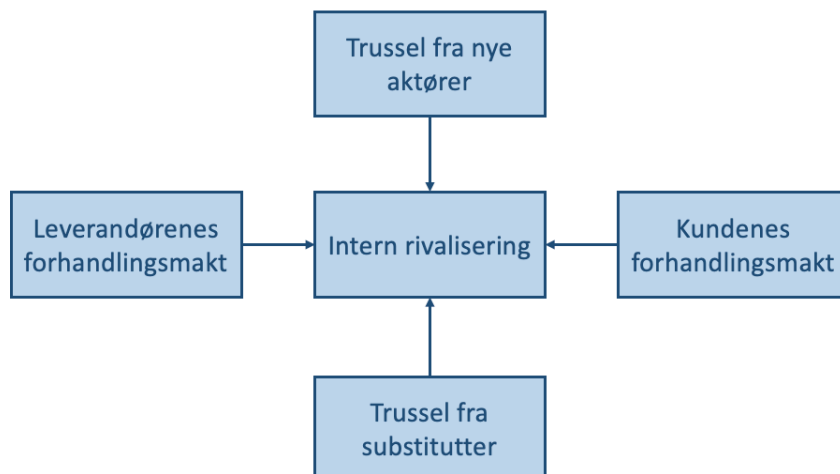 Trussel fra nye
aktører
Leverandørenes
forhandlingsmakt
Intern rivalisering
Kundenes
forhandlingsmakt
Trussel fra
substitutter